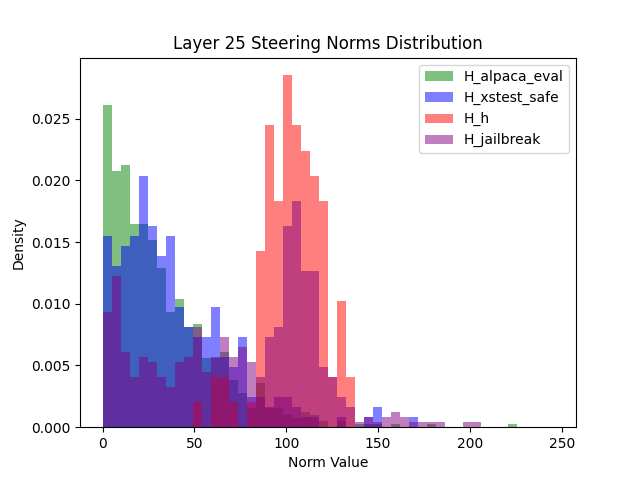 Layer 25 Steering Norms Distribution
H_alpaca_eval
H_xstest_safe
H_h
H_jailbreak
Density
0.025
0.020
0.015
0.010
0.005
0.000
0 50 100 150 200 250
Norm Value